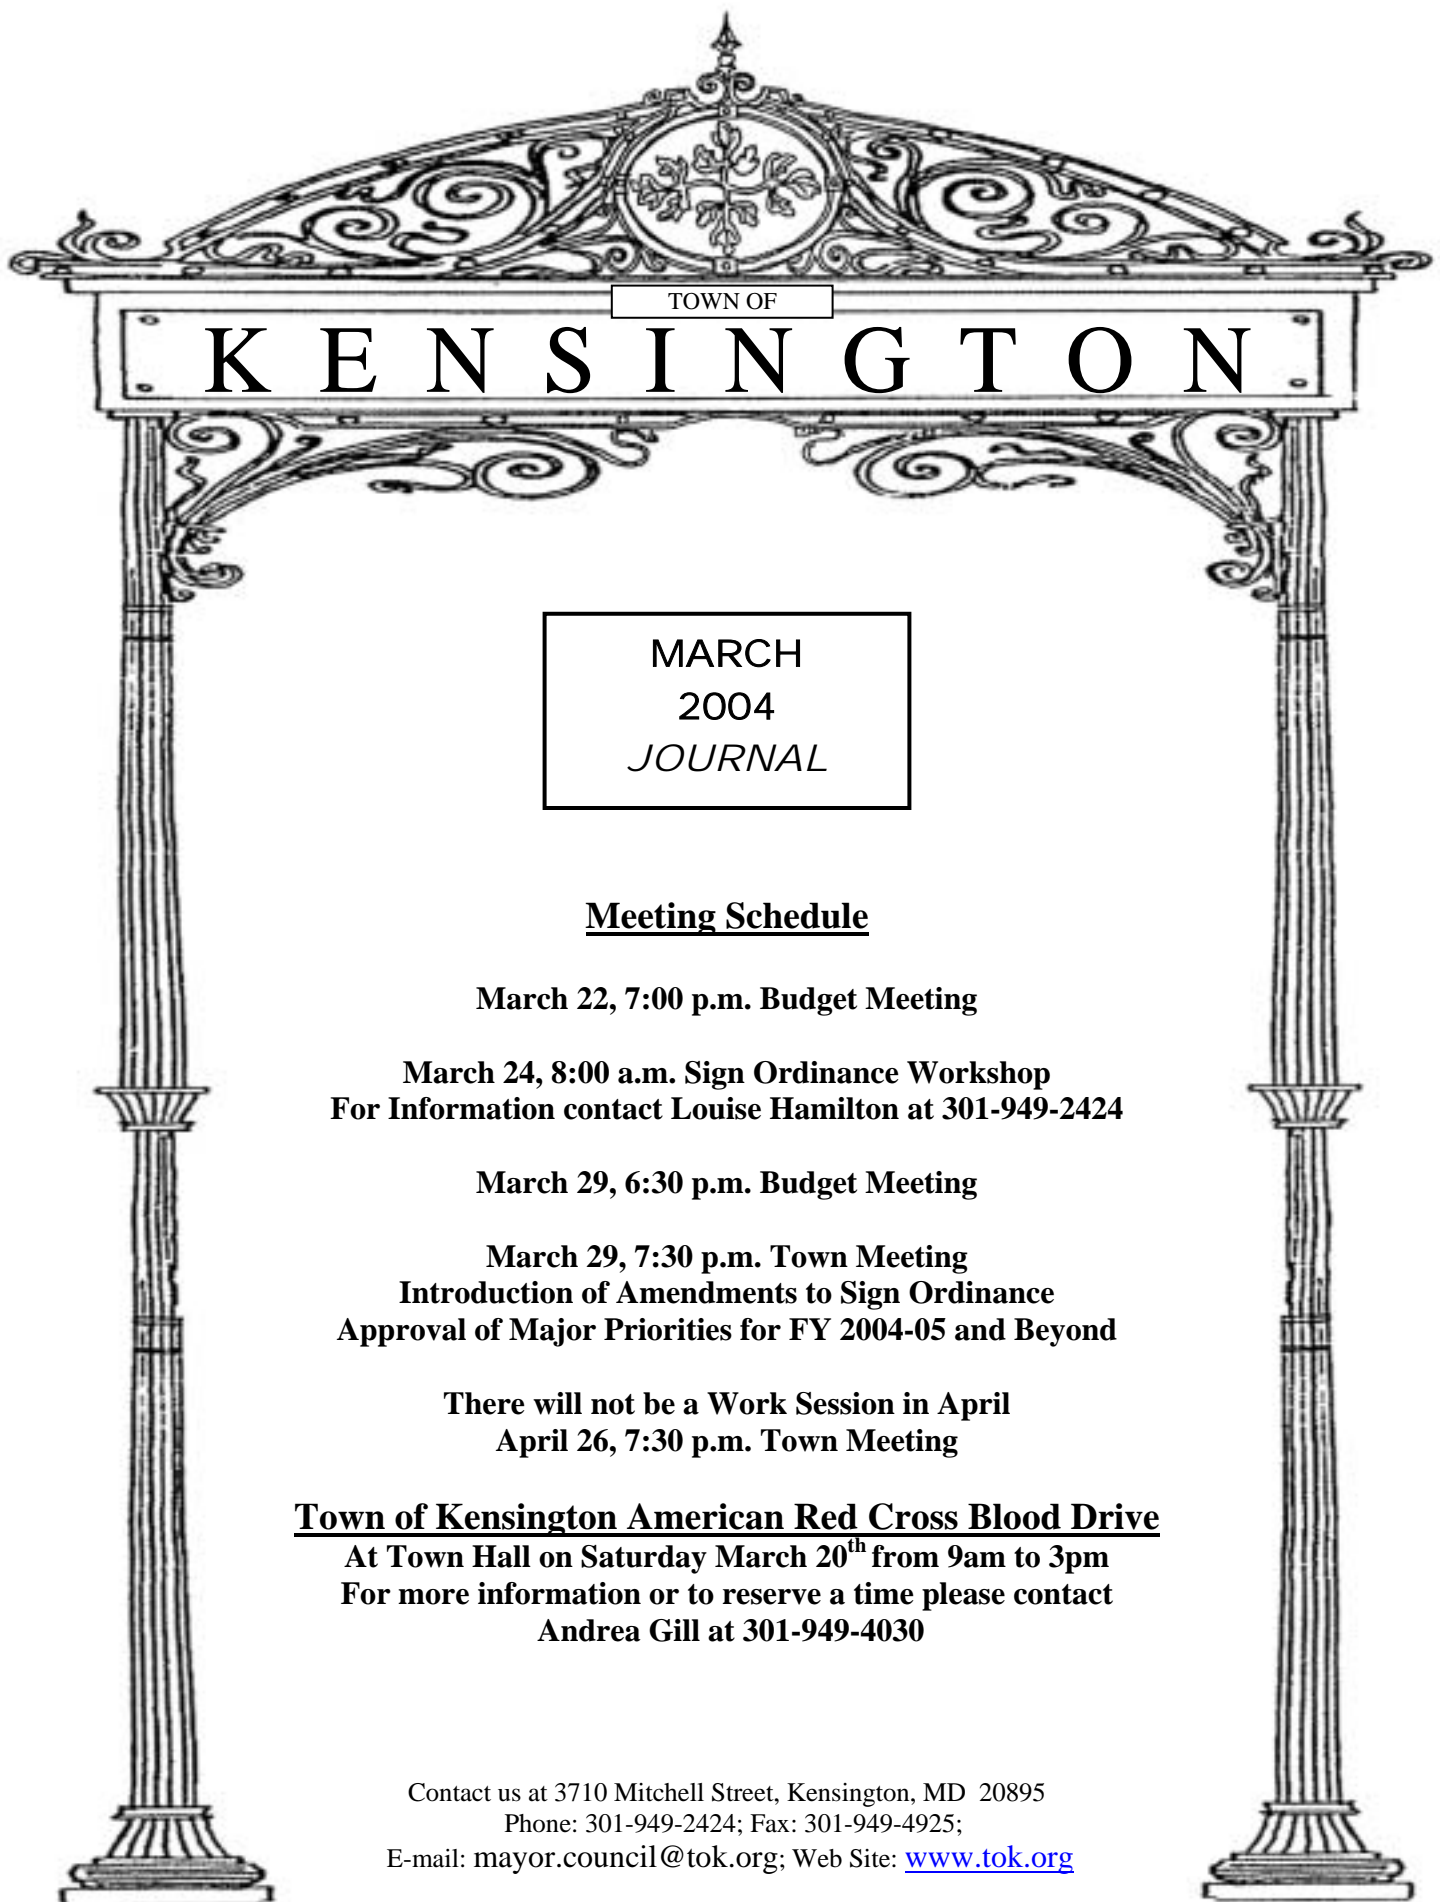 TOWN OF
KENSINGTON
MARCH
2004
JOURNAL
Meeting Schedule
March 22, 7:00 p.m. Budget Meeting
March 24, 8:00 a.m. Sign Ordinance Workshop
For Information contact Louise Hamilton at 301-949-2424
March 29, 6:30 p.m. Budget Meeting
March 29, 7:30 p.m. Town Meeting
Introduction of Amendments to Sign Ordinance
Approval of Major Priorities for FY 2004-05 and Beyond
There will not be a Work Session in April
April 26, 7:30 p.m. Town Meeting
Town of Kensington American Red Cross Blood Drive
At Town Hall on Saturday March 20th from 9am to 3pm
For more information or to reserve a time please contact
Andrea Gill at 301-949-4030
Contact us at 3710 Mitchell Street, Kensington, MD 20895
Phone: 301-949-2424; Fax: 301-949-4925;
E-mail: mayor.council@tok.org; Web Site: www.tok.org